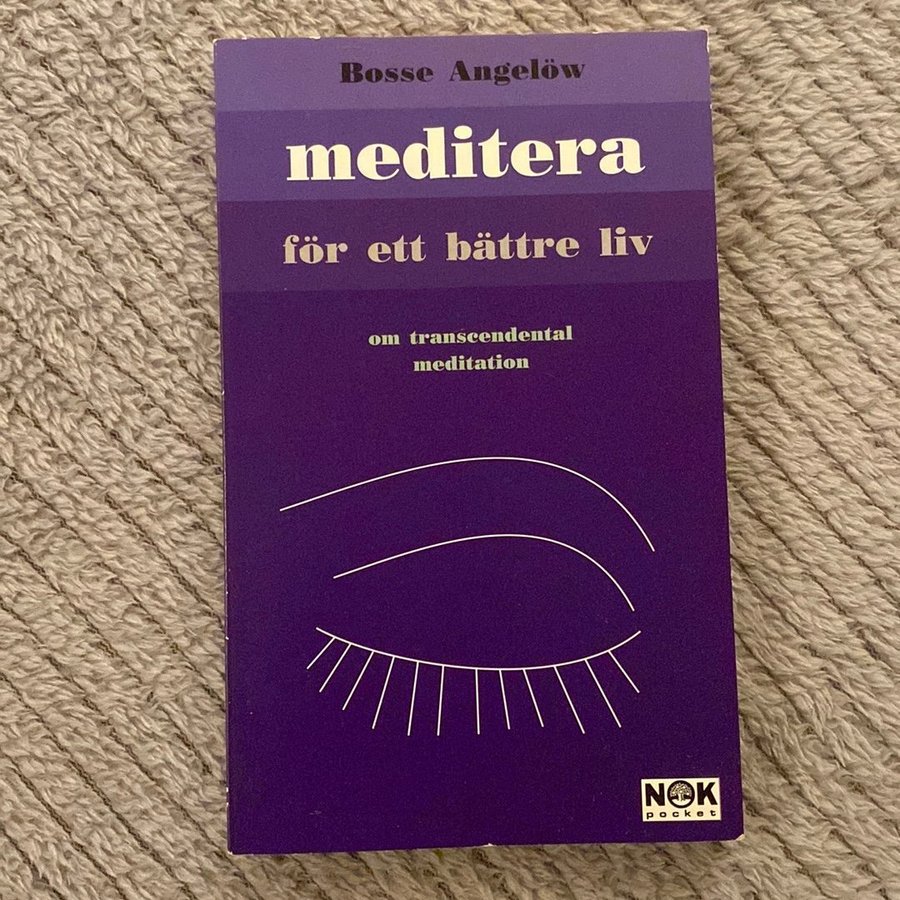 Bosse Angelöw
meditera
för ett bättre liv
om transcendental
meditation
NOK
pocket